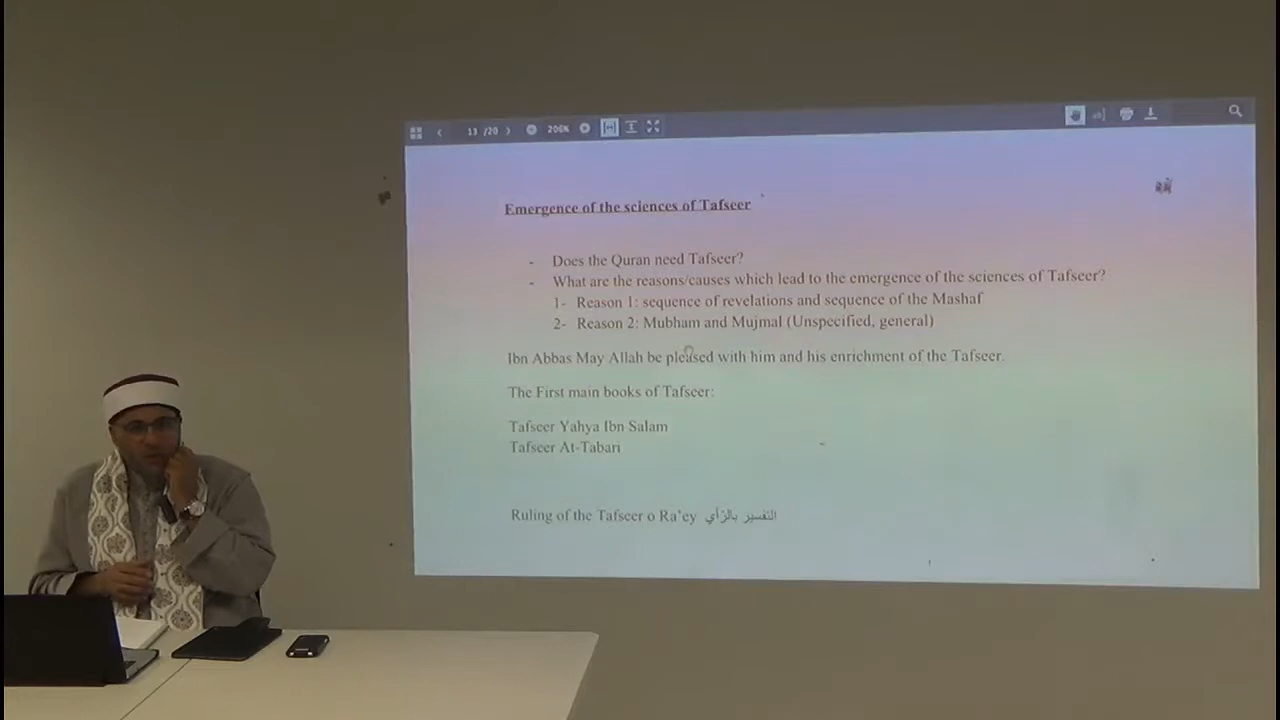 13 /20
206%
Emergence of the sciences of Tafseer
- Does the Quran need Tafseer?
- What are the reasons/causes which lead to the emergence of the sciences of Tafseer?
1- Reason 1: sequence of revelations and sequence of the Mashaf
2- Reason 2: Mubham and Mujmal (Unspecified, general)
Ibn Abbas May Allah be pleased with him and his enrichment of the Tafseer.
The First main books of Tafseer:
Tafseer Yahya Ibn Salam
Tafseer At-Tabari
Ruling of the Tafseer o Ra'ey التفسير بالرأي